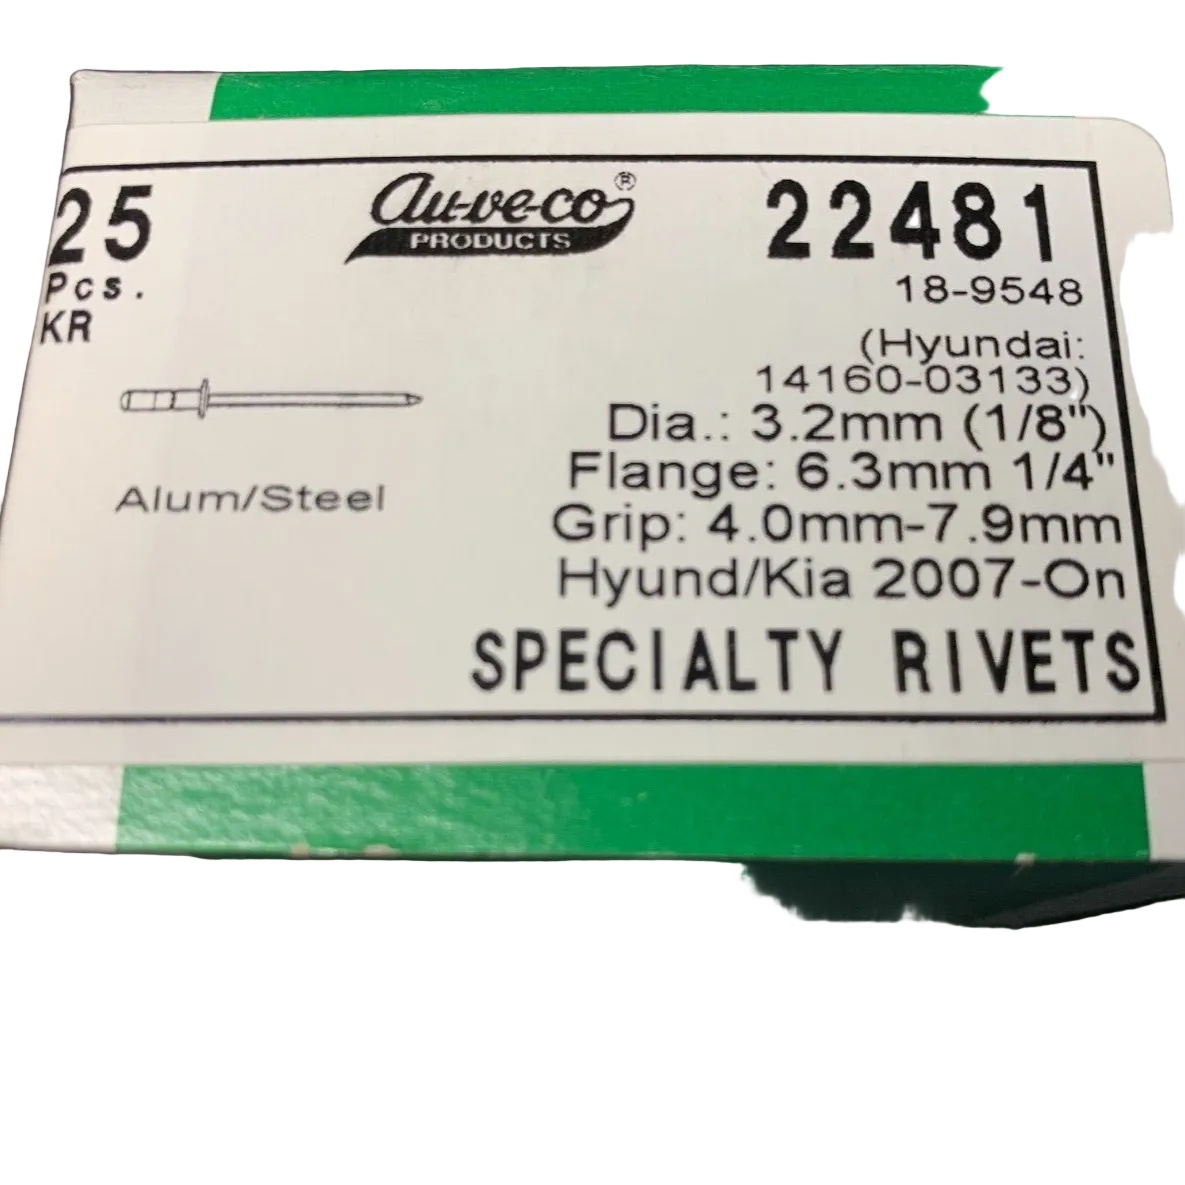 25
Pcs.
KR
au-ve-co®
PRODUCTS
22481
18-9548
(Hyundai:
14160-03133)
Alum/Steel
Dia.: 3.2mm (1/8")
Flange: 6.3mm 1/4"
Grip: 4.0mm-7.9mm
Hyund/Kia 2007-On
SPECIALTY RIVETS